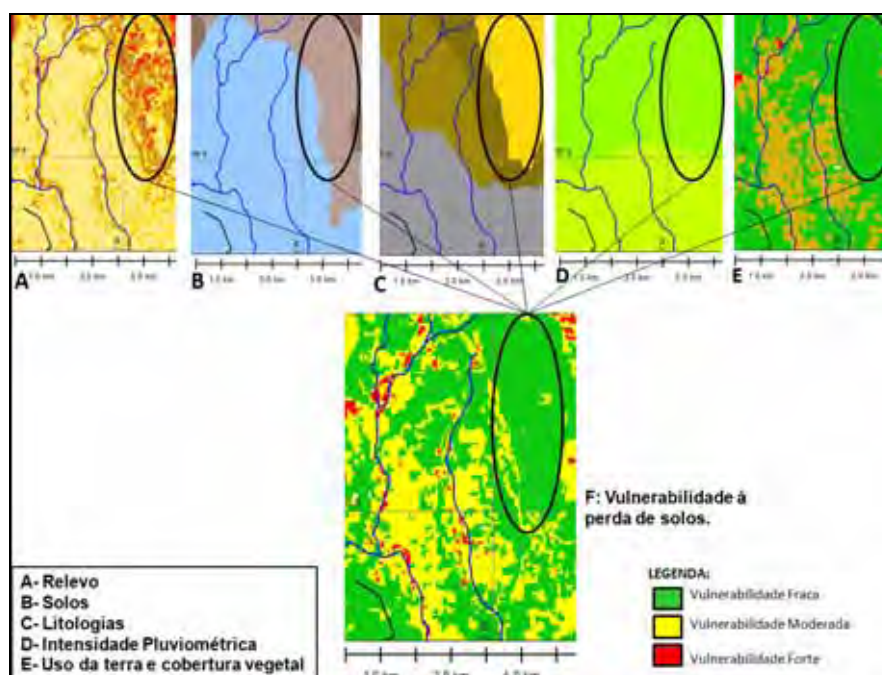 A
B
C
D
E
F: Vulnerabilidade á
perda de solos.
A- Relevo
B- Solos
C- Litologias
D- Intensidade Pluviométrica
E- Uso da terra e cobertura vegetal
LEGENDA:
Vulnerabilidade Fraca
Vulnerabilidade Moderada
Vulnerabilidade Forte